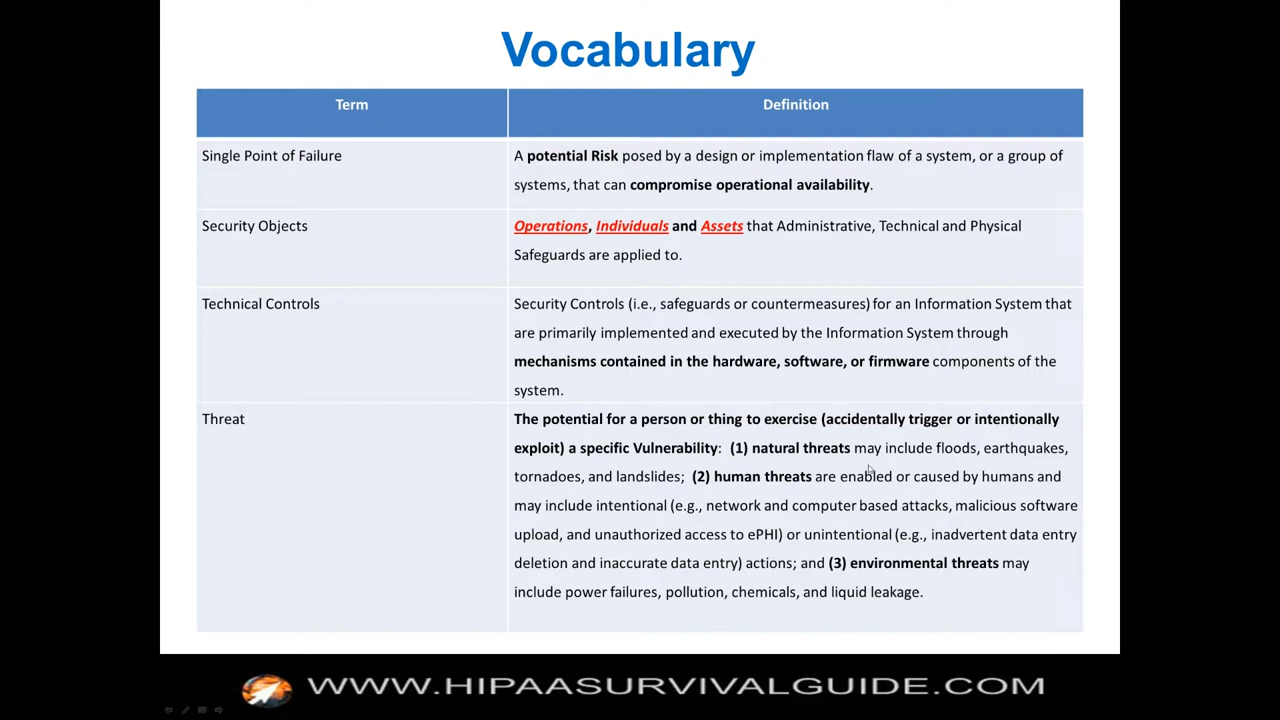 Vocabulary
Term
Definition
Single Point of Failure
A potential Risk posed by a design or implementation flaw of a system, or a group of
systems, that can compromise operational availability.
Security Objects
Operations, Individuals and Assets that Administrative, Technical and Physical
Safeguards are applied to.
Technical Controls
Security Controls (i.e., safeguards or countermeasures) for an Information System that
are primarily implemented and executed by the Information System through
mechanisms contained in the hardware, software, or firmware components of the
system.
Threat
The potential for a person or thing to exercise (accidentally trigger or intentionally
exploit) a specific Vulnerability: (1) natural threats may include floods, earthquakes,
tornadoes, and landslides; (2) human threats are enabled or caused by humans and
may include intentional (e.g., network and computer based attacks, malicious software
upload, and unauthorized access to ePHI) or unintentional (e.g., inadvertent data entry
deletion and inaccurate data entry) actions; and (3) environmental threats may
include power failures, pollution, chemicals, and liquid leakage.
WWW.HIPAASURVIVALGUIDE.COM